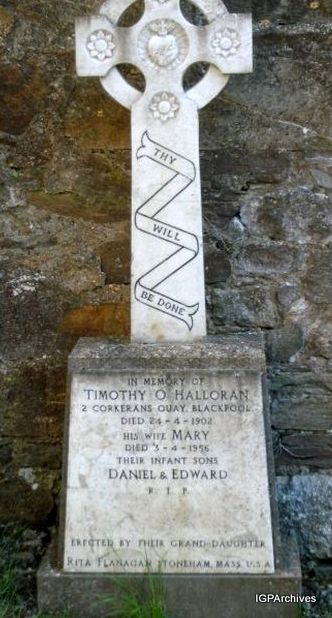 THY
WILL
BE DONE
IN MEMORY OF
TIMOTHY O HALLORAN
2 CORKERANS QUAY, BLACKPOOL
DIED 24-4-1902
HIS WIFE MARY
DIED 3-4-1956
THEIR INFANT SONS
DANIEL & EDWARD
R.I.P.
ERECTED BY THEIR GRAND-DAUGHTER
RITA FLANAGAN STONEHAM, MASS. U.S.A
IGPArchives